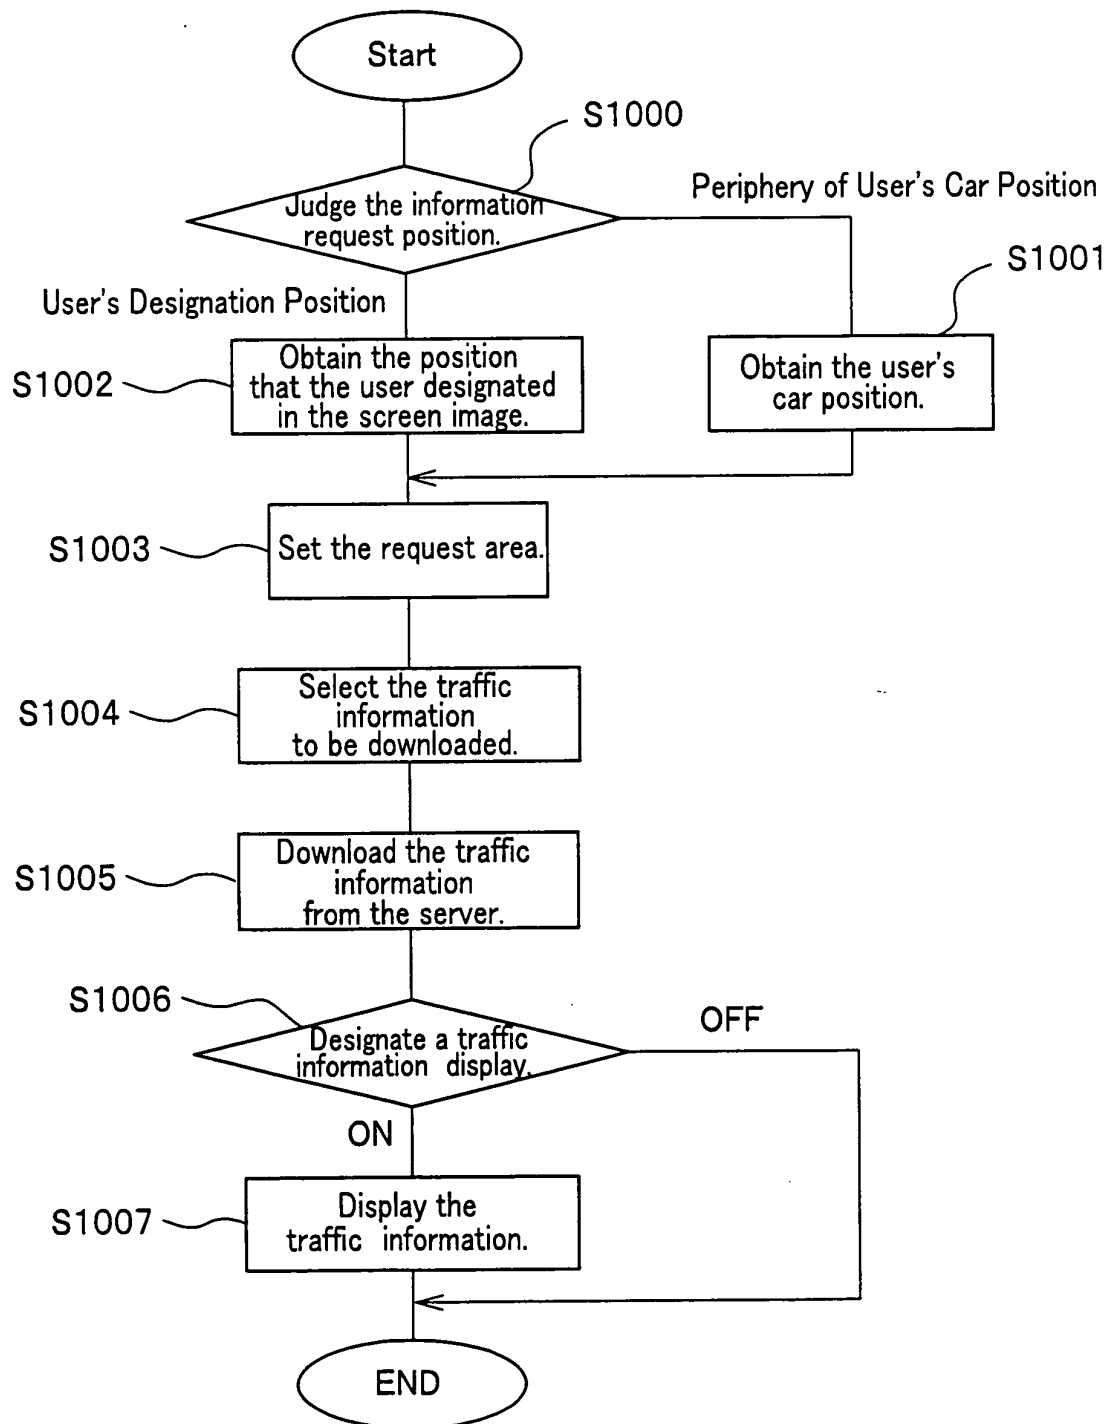 Start
S1000
Judge the information
request position.
Periphery of User's Car Position
S1001
User's Designation Position
Obtain the position
that the user designated
in the screen image.
S1002
Obtain the user's
car position.
S1003
Set the request area.
S1004
Select the traffic
information
to be downloaded.
S1005
Download the traffic
information
from the server.
S1006
Designate a traffic
information display.
OFF
ON
S1007
Display the
traffic information.
END